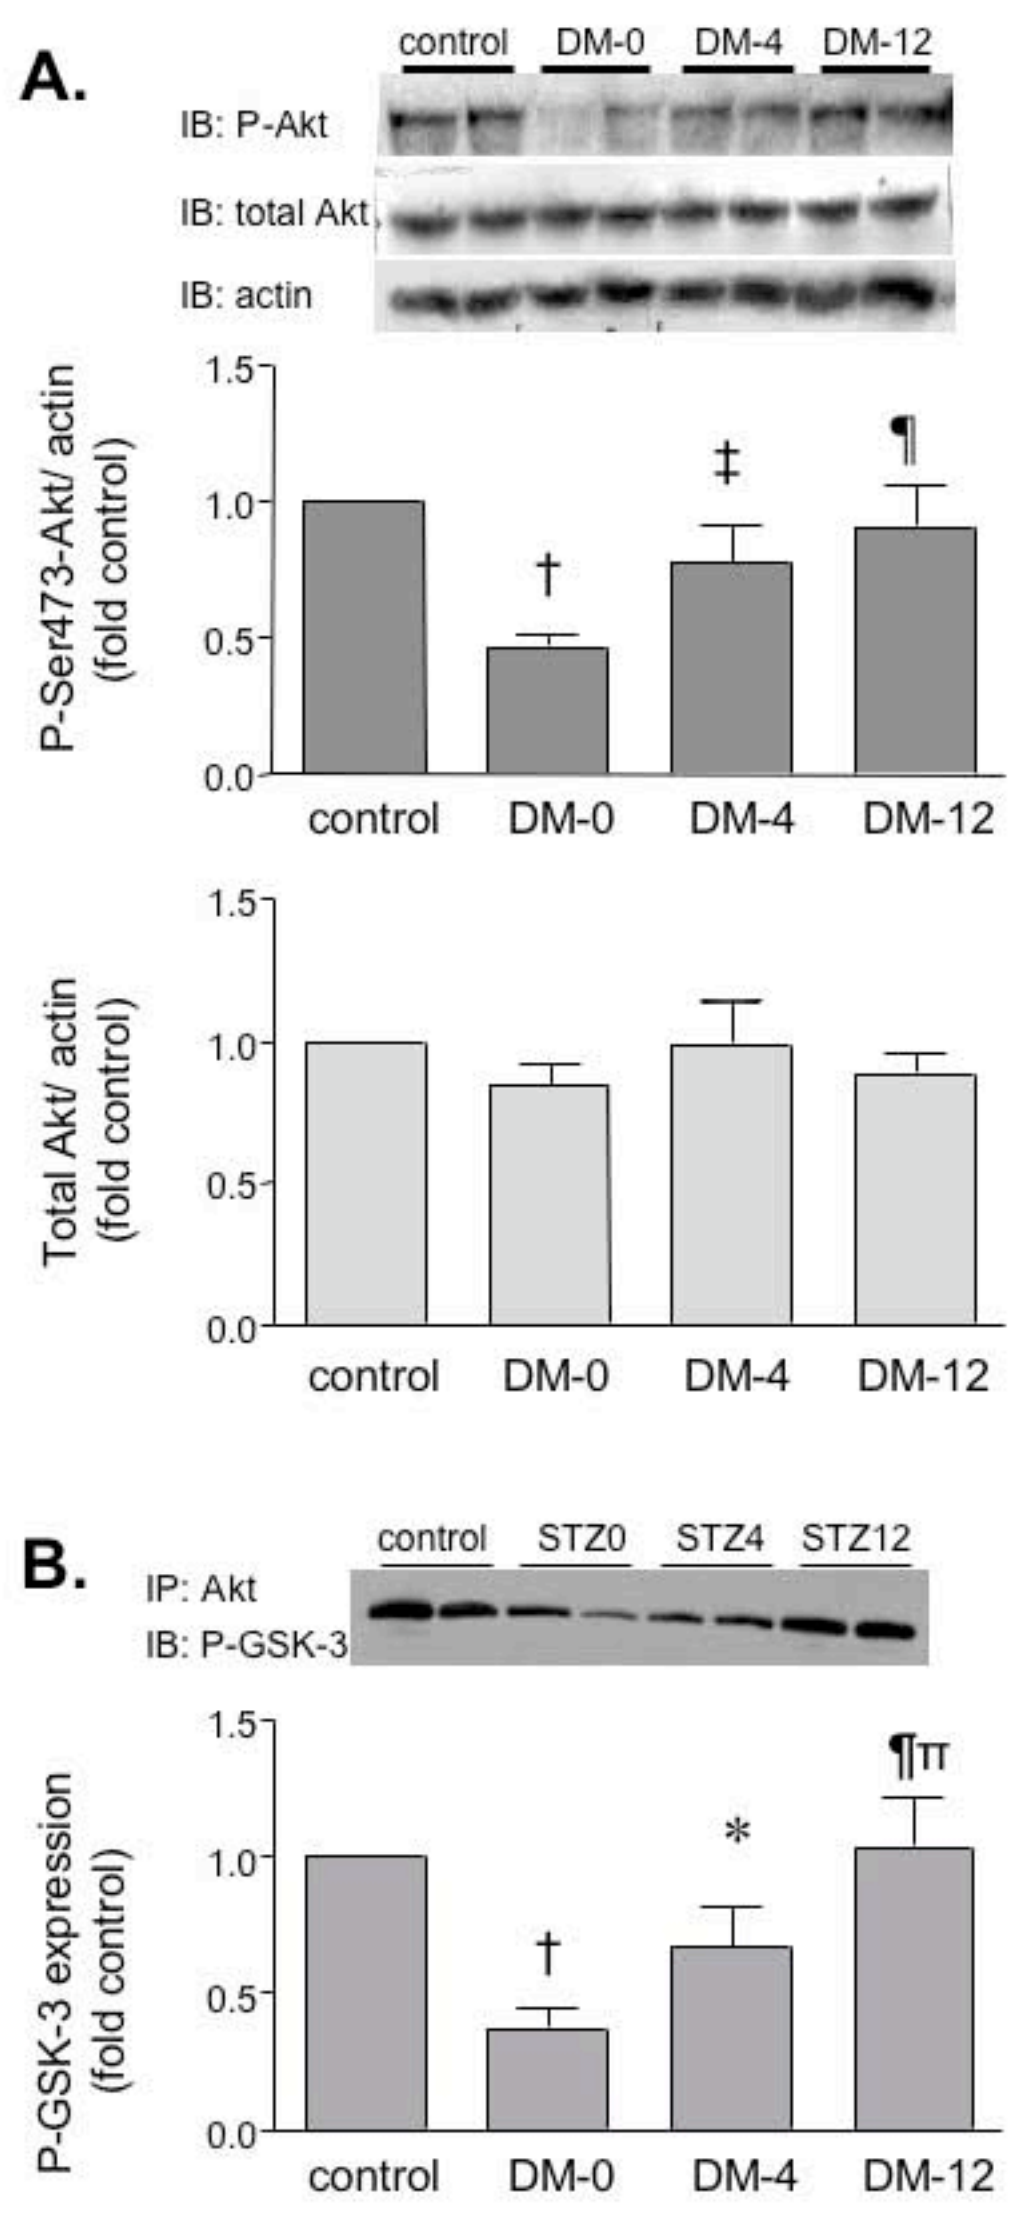 A.
control DM-0 DM-4 DM-12
IB: P-Akt
IB: total Akt
IB: actin
P-Ser473-Akt/ actin
(fold control)
1.5
1.0
0.5
0.0
†
‡
¶
control DM-0 DM-4 DM-12
Total Akt/ actin
(fold control)
1.5
1.0
0.5
0.0
control DM-0 DM-4 DM-12
B.
control STZ0 STZ4 STZ12
IP: Akt
IB: P-GSK-3
P-GSK-3 expression
(fold control)
1.5
1.0
0.5
0.0
†
*
¶π
control DM-0 DM-4 DM-12